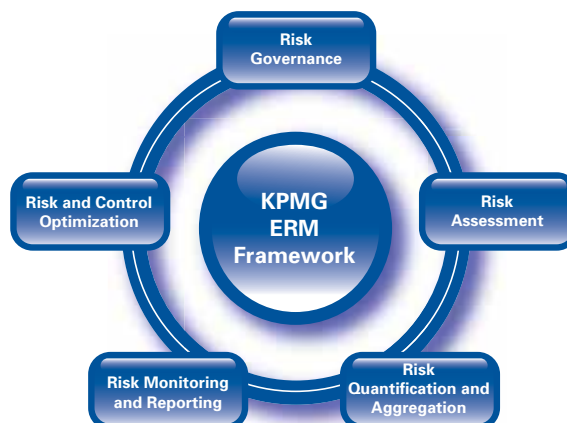 Risk
Governance
Risk and Control
Optimization
KPMG
ERM
Framework
Risk
Assessment
Risk Monitoring
and Reporting
Risk
Quantification and
Aggregation